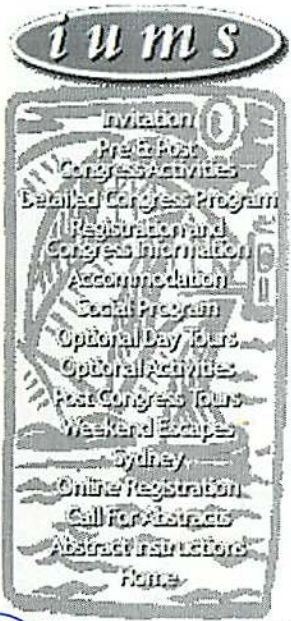 iums
Invitation
Pre & Post
Congress Activities
Detailed Congress Program
Registration and
Congress Information
Accommodation
Social Program
Optional Day Tours
Optional Activities
Post Congress Tours
Weekend Escapes
Sydney
Online Registration
Call For Abstracts
Abstract Instructions
Home